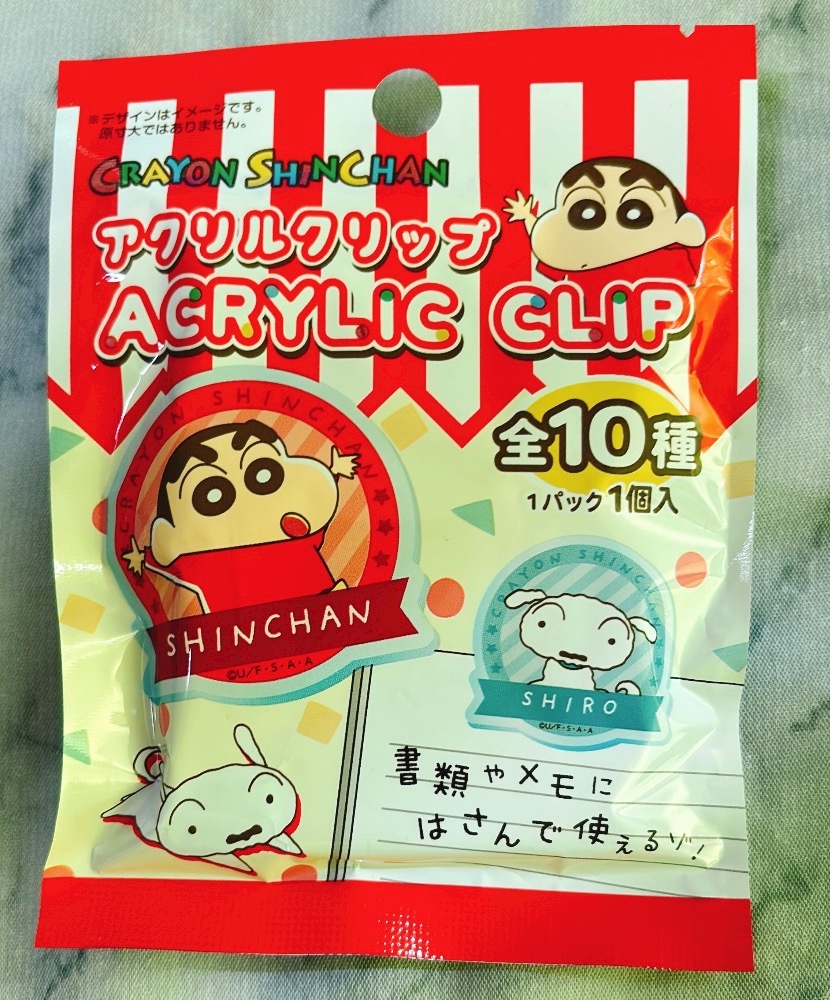 ※デザインはイメージです。
原寸大ではありません。
CRAYON SHINCHAN
アクリルクリップ
ACRYLIC CLIP
全10種
1パック1個入
CRAYON SHINCHAN
SHINCHAN
©U/F・S・A・A
CRAYON SHINCHAN
SHIRO
©U/F・S・A・A
書類やメモに
はさんで使えるゾ!